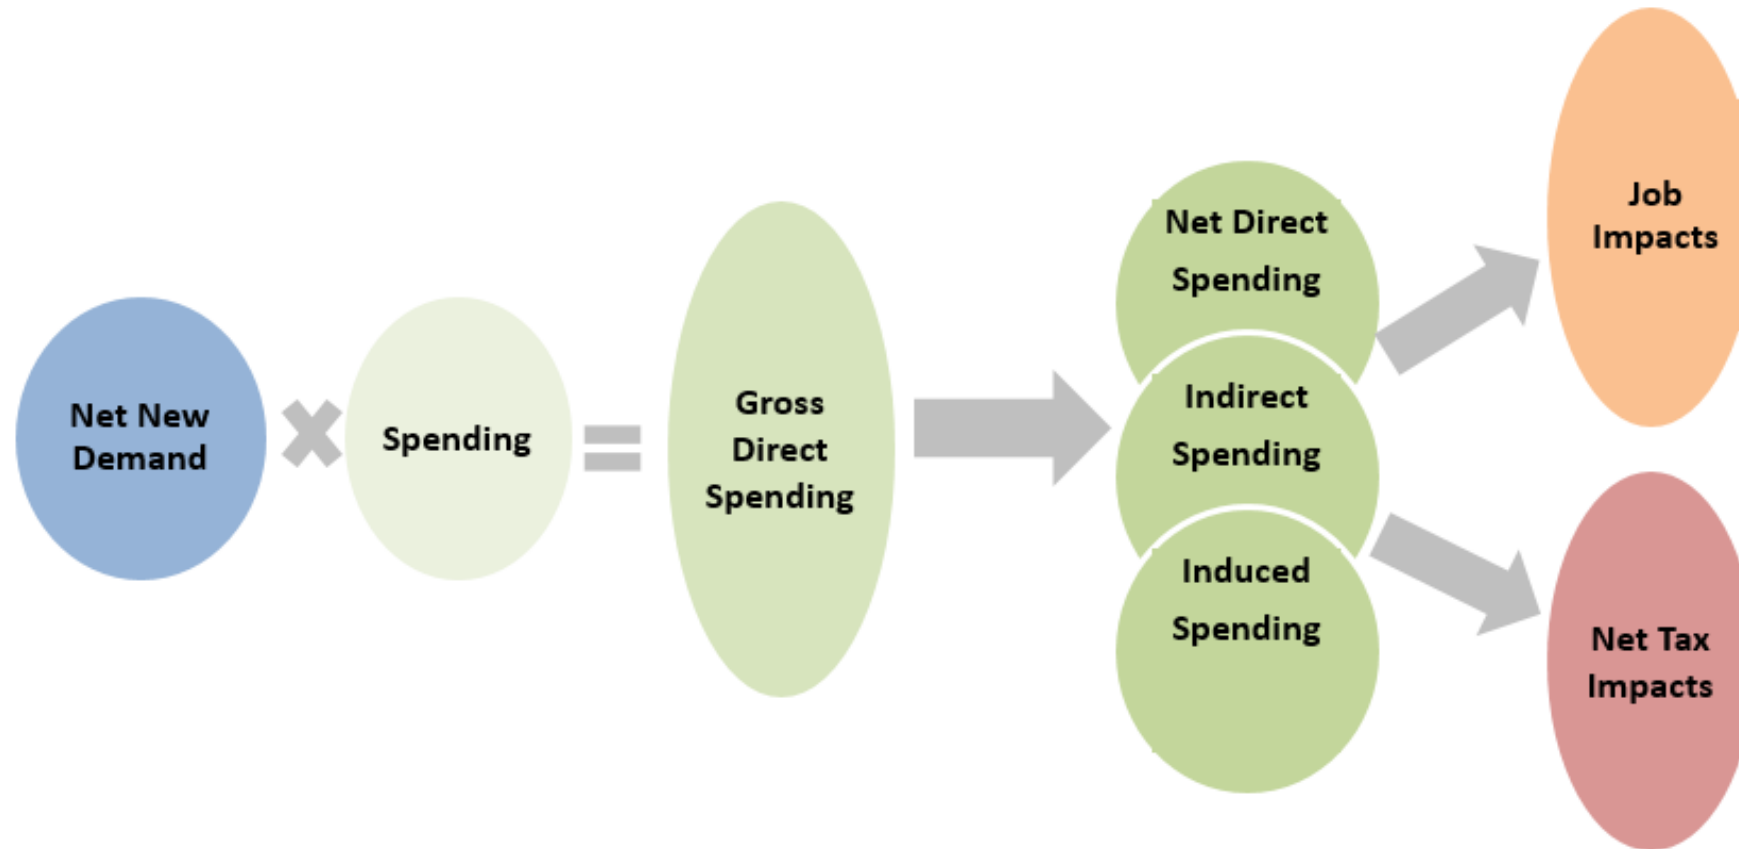 Net New
Demand
Spending
Gross
Direct
Spending
Net Direct
Spending
Indirect
Spending
Induced
Spending
Job
Impacts
Net Tax
Impacts